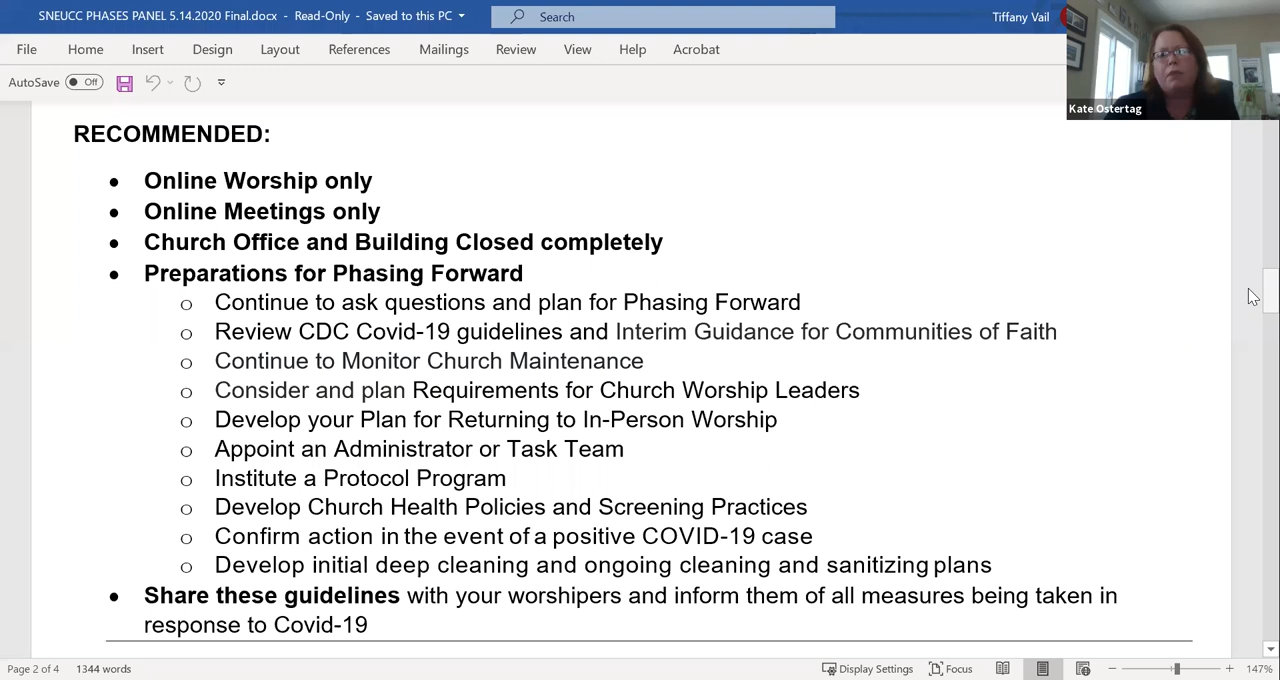 SNEUCC PHASES PANEL 5.14.2020 Final.docx - Read-Only - Saved to this PC
Search
Tiffany Vail
File Home Insert Design Layout References Mailings Review View Help Acrobat
AutoSave Off
Kate Ostertag
RECOMMENDED:
• Online Worship only
• Online Meetings only
• Church Office and Building Closed completely
• Preparations for Phasing Forward
o Continue to ask questions and plan for Phasing Forward
o Review CDC Covid-19 guidelines and Interim Guidance for Communities of Faith
o Continue to Monitor Church Maintenance
o Consider and plan Requirements for Church Worship Leaders
o Develop your Plan for Returning to In-Person Worship
o Appoint an Administrator or Task Team
o Institute a Protocol Program
o Develop Church Health Policies and Screening Practices
o Confirm action in the event of a positive COVID-19 case
o Develop initial deep cleaning and ongoing cleaning and sanitizing plans
• Share these guidelines with your worshipers and inform them of all measures being taken in
response to Covid-19
Page 2 of 4 1344 words Display Settings Focus 147%